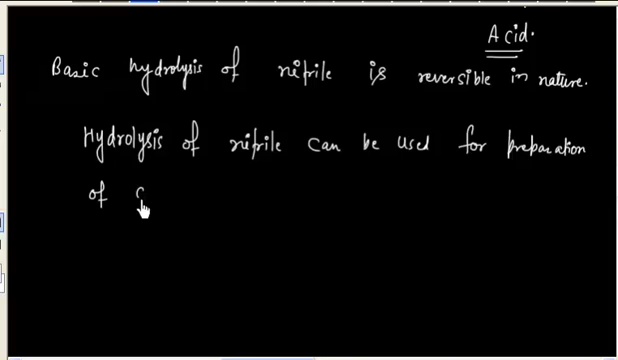 Acid.
Basic hydrolysis of nitrile is reversible in nature.
Hydrolysis of nitrile can be used for preparation
of